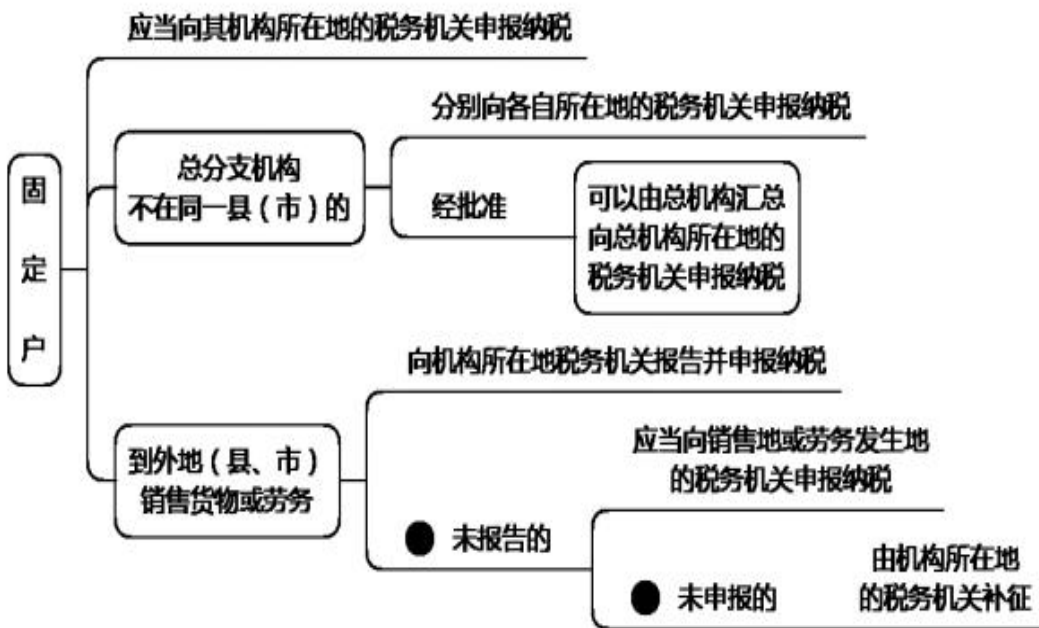 应当向其机构所在地的税务机关申报纳税
分别向各自所在地的税务机关申报纳税
固定户
总分支机构
不在同一县（市）的
经批准
可以由总机构汇总
向总机构所在地的
税务机关申报纳税
向机构所在地税务机关报告并申报纳税
到外地（县、市）
销售货物或劳务
应当向销售地或劳务发生地
的税务机关申报纳税
未报告的
未申报的
由机构所在地
的税务机关补征